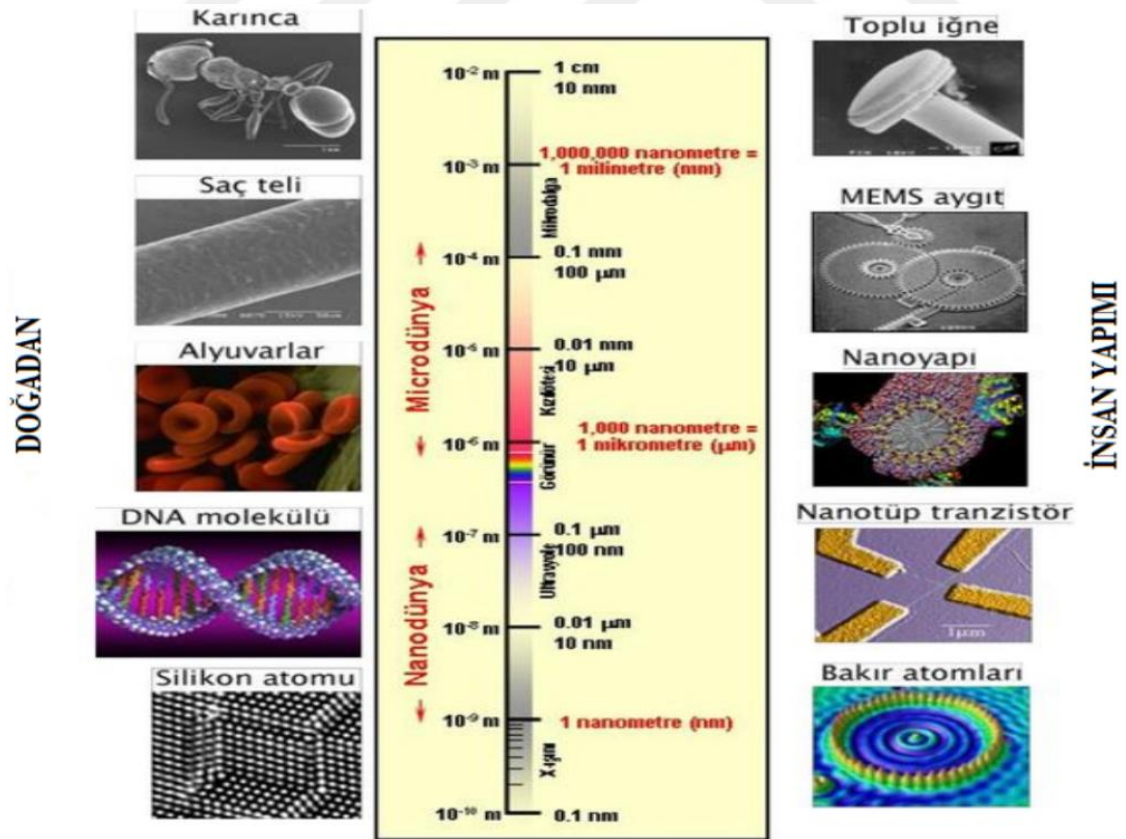 DOĞADAN
Karınca
Saç teli
Alyuvarlar
DNA molekülü
Silikon atomu
Microdünya
Nanodünya
10⁻² m
1 cm
10 mm
1,000,000 nanometre =
10⁻³ m
1 milimetre (mm)
Mikrodalga
10⁻⁴ m
0.1 mm
100 µm
10⁻⁵ m
0.01 mm
10 µm
Kızılötesi
1,000 nanometre =
10⁻⁶ m
1 mikrometre (µm)
Görünür
10⁻⁷ m
0.1 µm
100 nm
Ultraviyole
10⁻⁸ m
0.01 µm
10 nm
10⁻⁹ m
1 nanometre (nm)
X-ışını
10⁻¹⁰ m
0.1 nm
Toplu iğne
MEMS aygıt
Nanoyapı
Nanotüp tranzistör
1µm
Bakır atomları
İNSAN YAPIMI